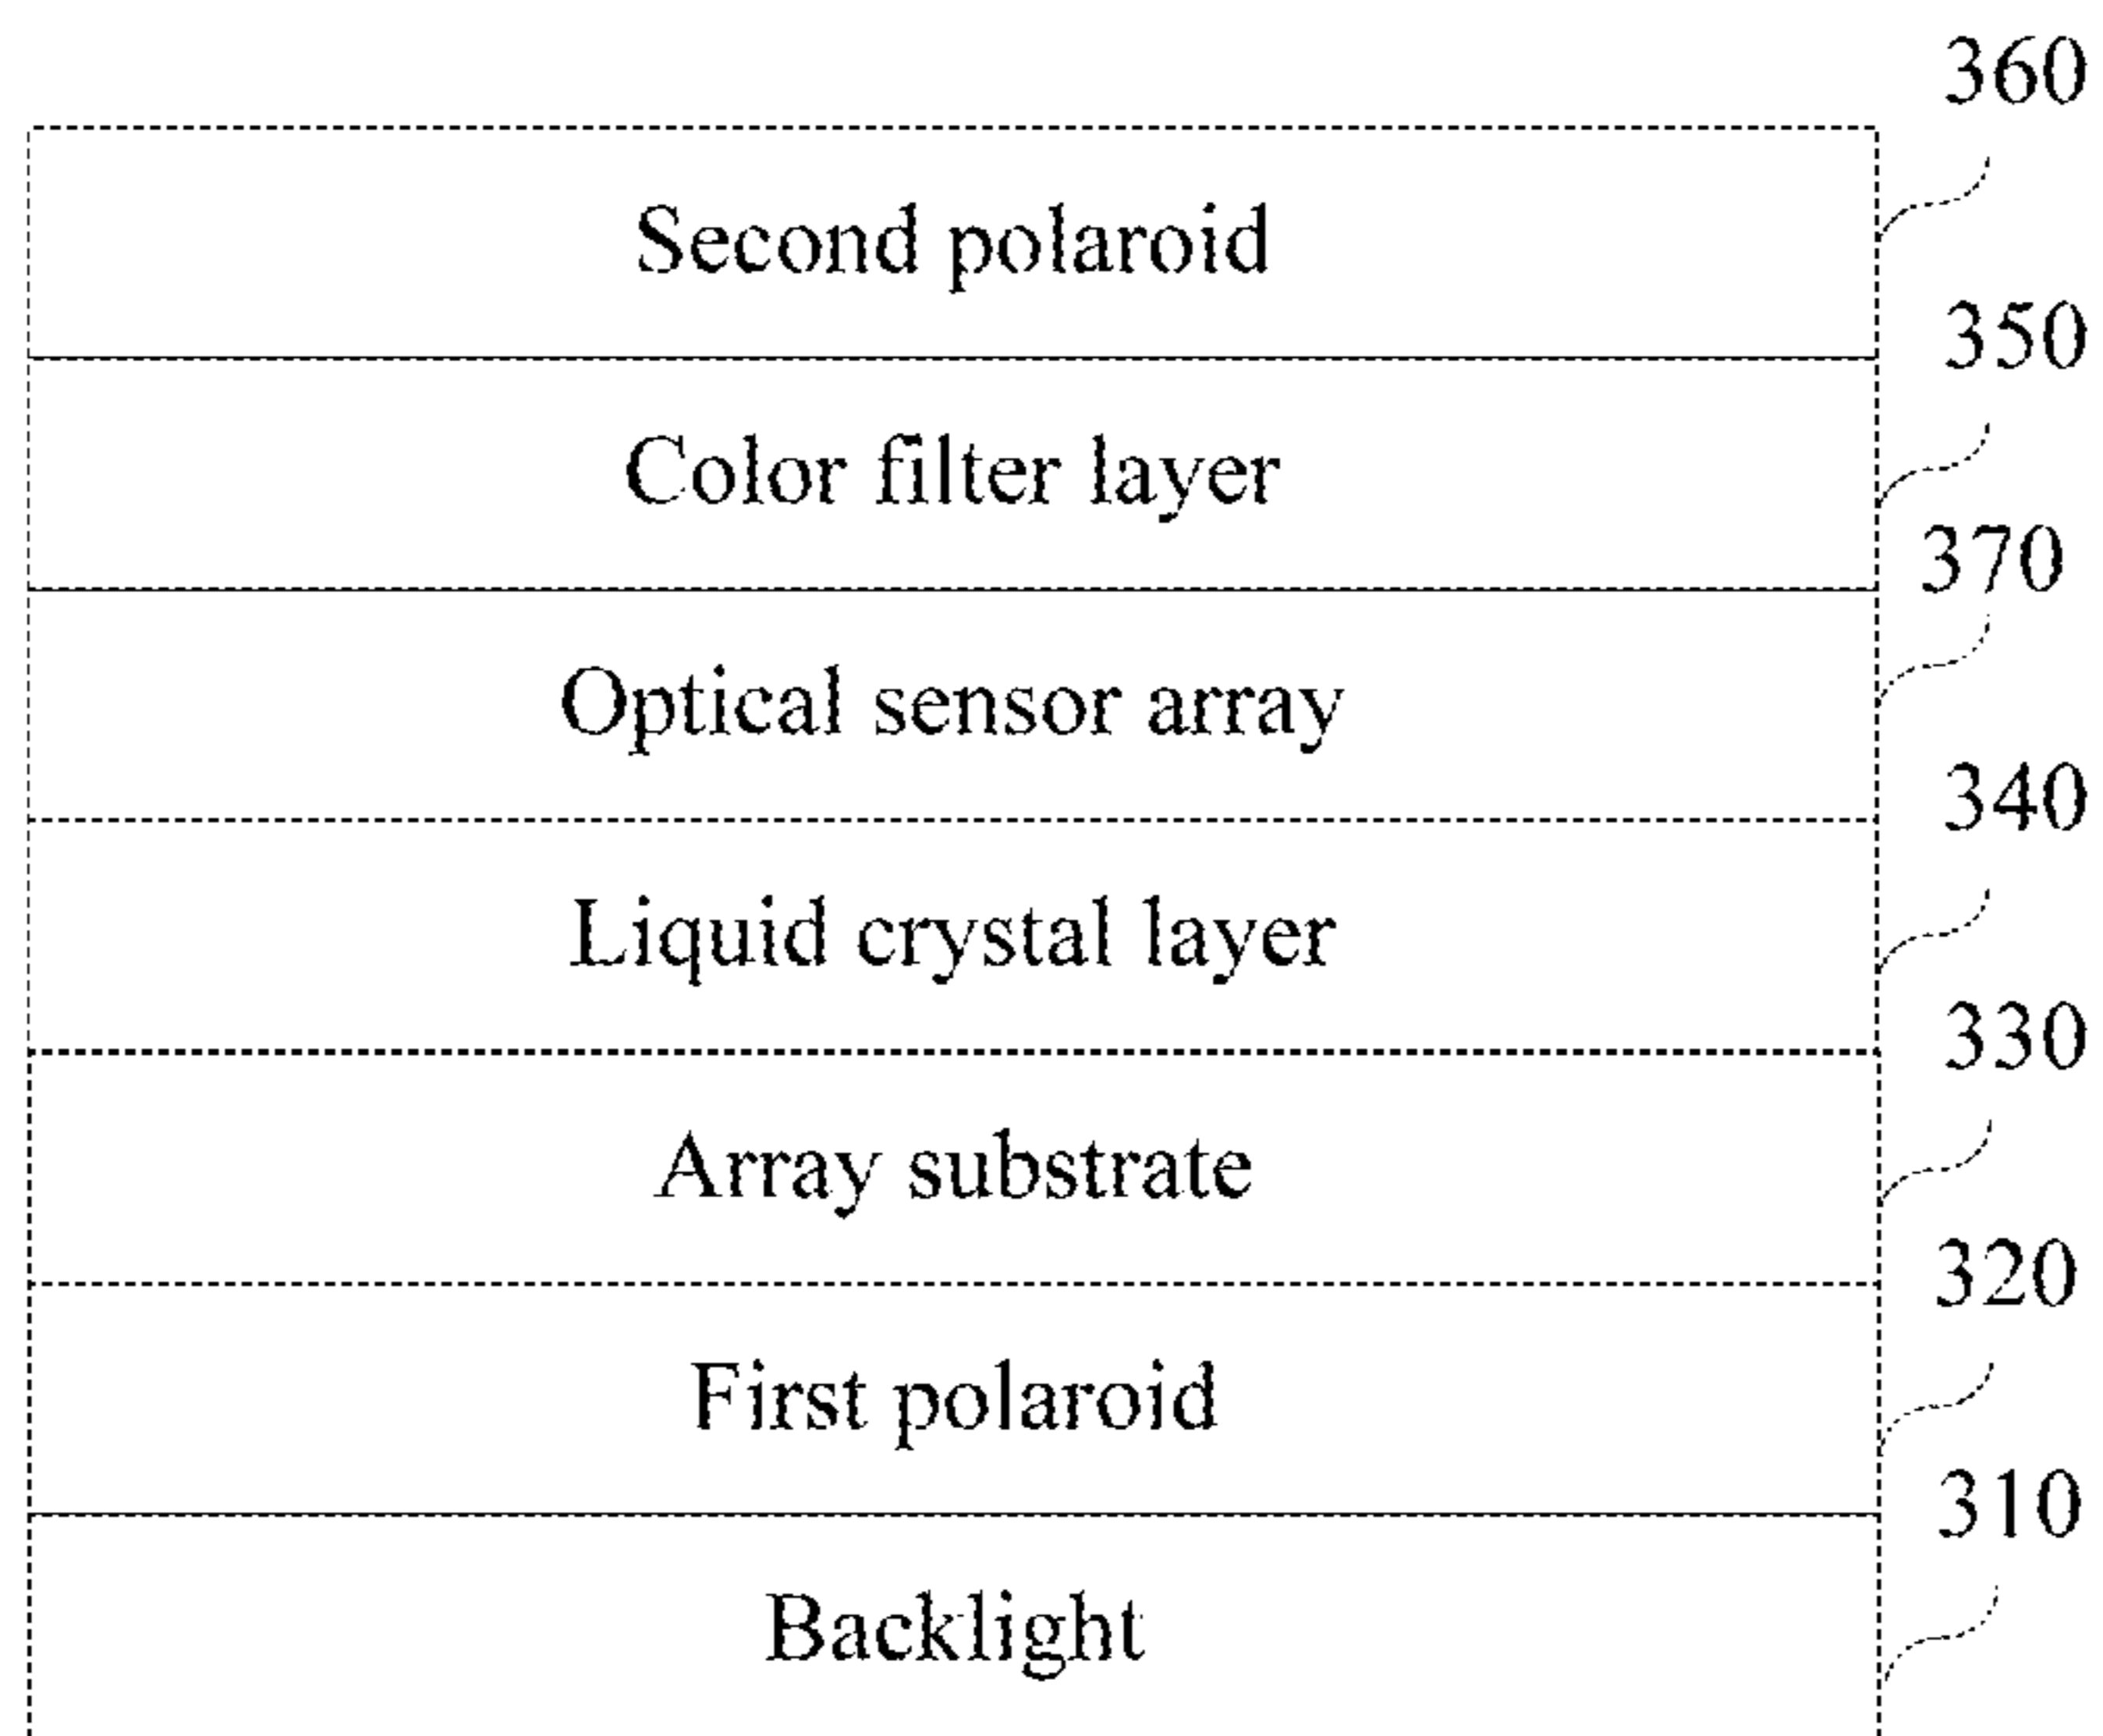 360
Second polaroid
350
Color filter layer
370
Optical sensor array
340
Liquid crystal layer
330
Array substrate
320
First polaroid
310
Backlight